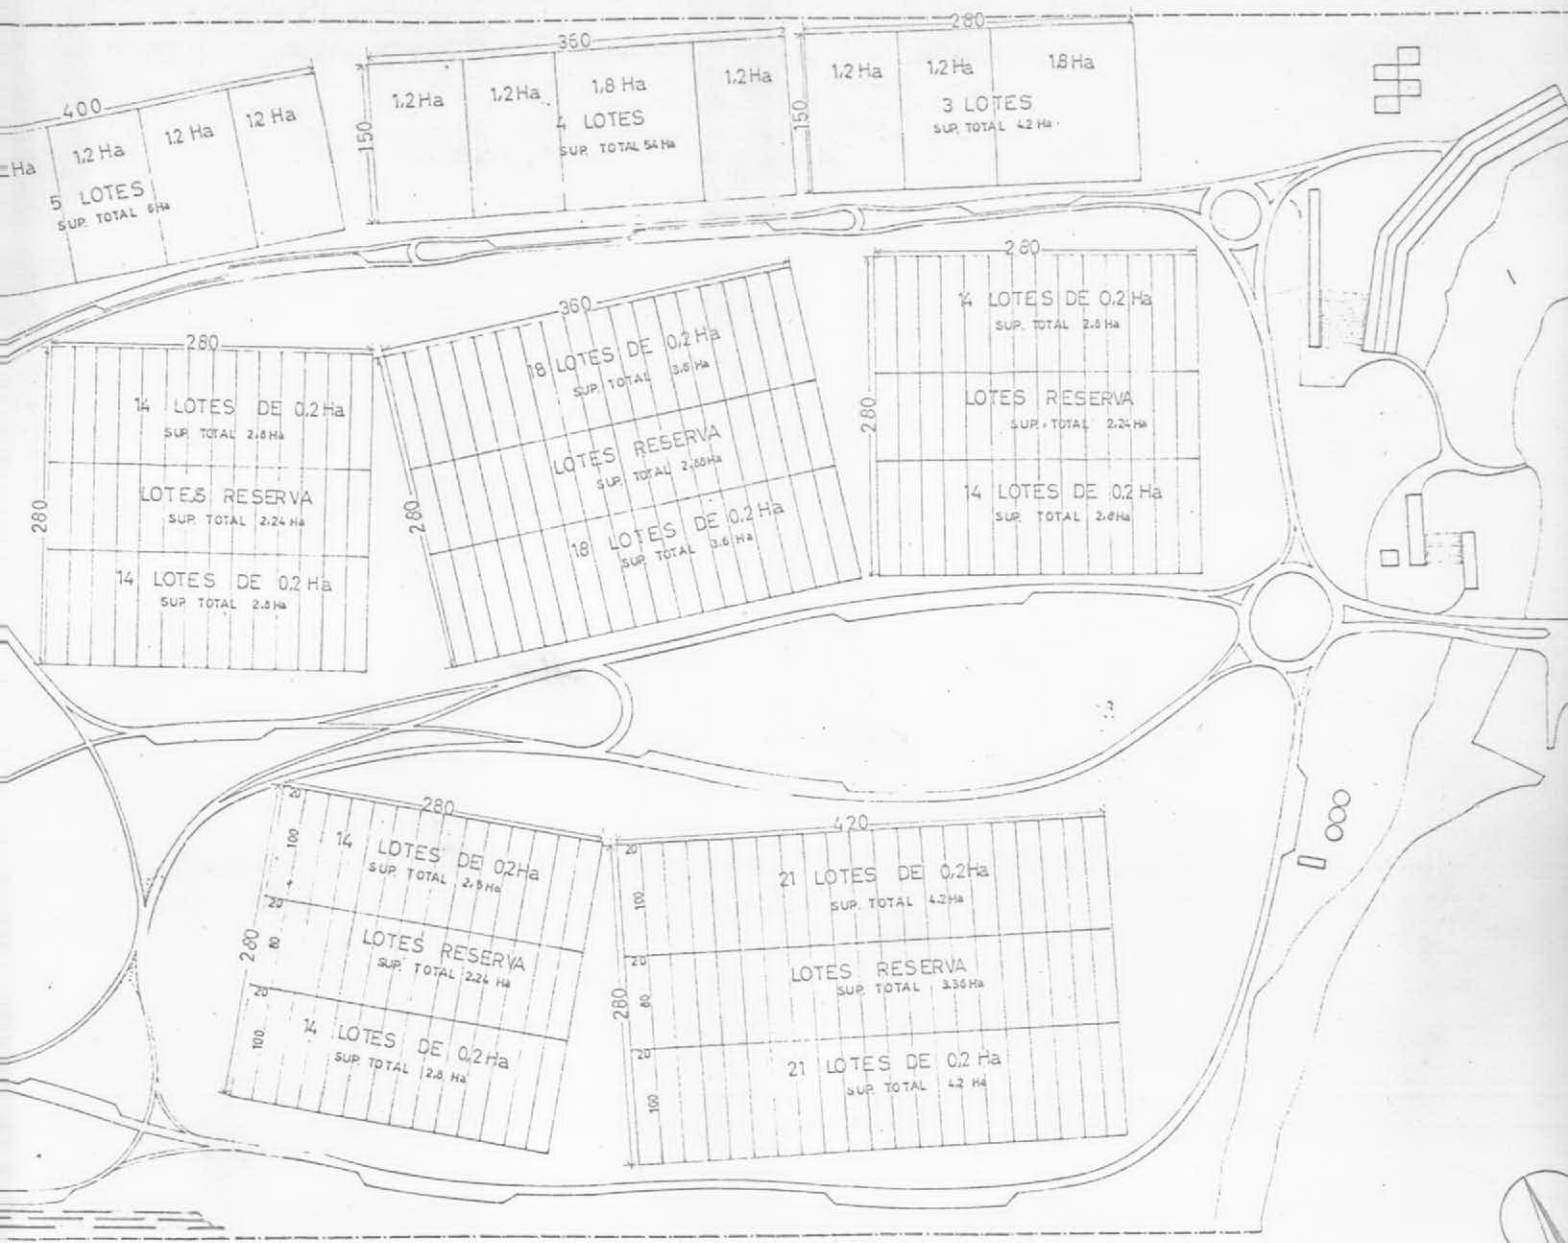 400
1.2 Ha
1.2 Ha
1.2 Ha
Ha
5 LOTES
SUP. TOTAL 6 Ha
360
150
1.2 Ha
1.2 Ha
1.8 Ha
1.2 Ha
4 LOTES
SUP. TOTAL 5.4 Ha
280
150
1.2 Ha
1.2 Ha
1.8 Ha
3 LOTES
SUP. TOTAL 4.2 Ha
280
280
14 LOTES DE 0.2 Ha
SUP. TOTAL 2.8 Ha
LOTES RESERVA
SUP. TOTAL 2.24 Ha
14 LOTES DE 0.2 Ha
SUP. TOTAL 2.8 Ha
360
280
18 LOTES DE 0.2 Ha
SUP. TOTAL 3.6 Ha
LOTES RESERVA
SUP. TOTAL 2.88 Ha
18 LOTES DE 0.2 Ha
SUP. TOTAL 3.6 Ha
280
280
14 LOTES DE 0.2 Ha
SUP. TOTAL 2.8 Ha
LOTES RESERVA
SUP. TOTAL 2.24 Ha
14 LOTES DE 0.2 Ha
SUP. TOTAL 2.8 Ha
280
280
20
100
14 LOTES DE 0.2 Ha
SUP. TOTAL 2.8 Ha
20
80
LOTES RESERVA
SUP. TOTAL 2.24 Ha
20
100
14 LOTES DE 0.2 Ha
SUP. TOTAL 2.8 Ha
420
280
20
100
21 LOTES DE 0.2 Ha
SUP. TOTAL 4.2 Ha
20
80
LOTES RESERVA
SUP. TOTAL 3.36 Ha
20
100
21 LOTES DE 0.2 Ha
SUP. TOTAL 4.2 Ha